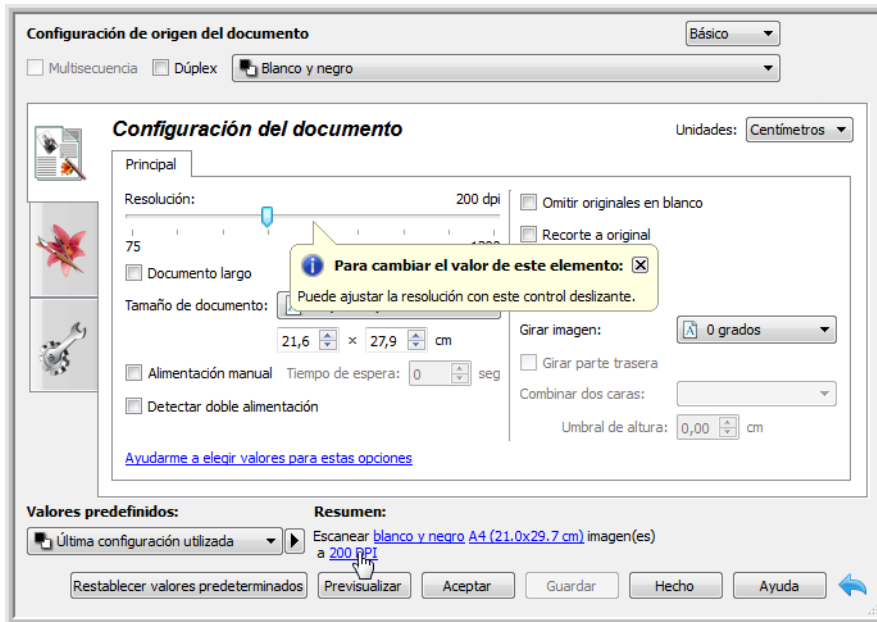 Configuración de origen del documento
Básico
Multisecuencia
Dúplex
Blanco y negro
Configuración del documento
Unidades:
Centímetros
Principal
Resolución:
200 dpi
75
Omitir originales en blanco
Recorte a original
Para cambiar el valor de este elemento:
Puede ajustar la resolución con este control deslizante.
Documento largo
Tamaño de documento:
21,6 × 27,9 cm
Girar imagen:
0 grados
Alimentación manual
Tiempo de espera:
0
seg
Girar parte trasera
Combinar dos caras:
Detectar doble alimentación
Umbral de altura:
0,00
cm
Ayudarme a elegir valores para estas opciones
Valores predefinidos:
Resumen:
Última configuración utilizada
Escanear blanco y negro A4 (21.0x29.7 cm) imagen(es)
a 200 DPI
Restablecer valores predeterminados
Previsualizar
Aceptar
Guardar
Hecho
Ayuda